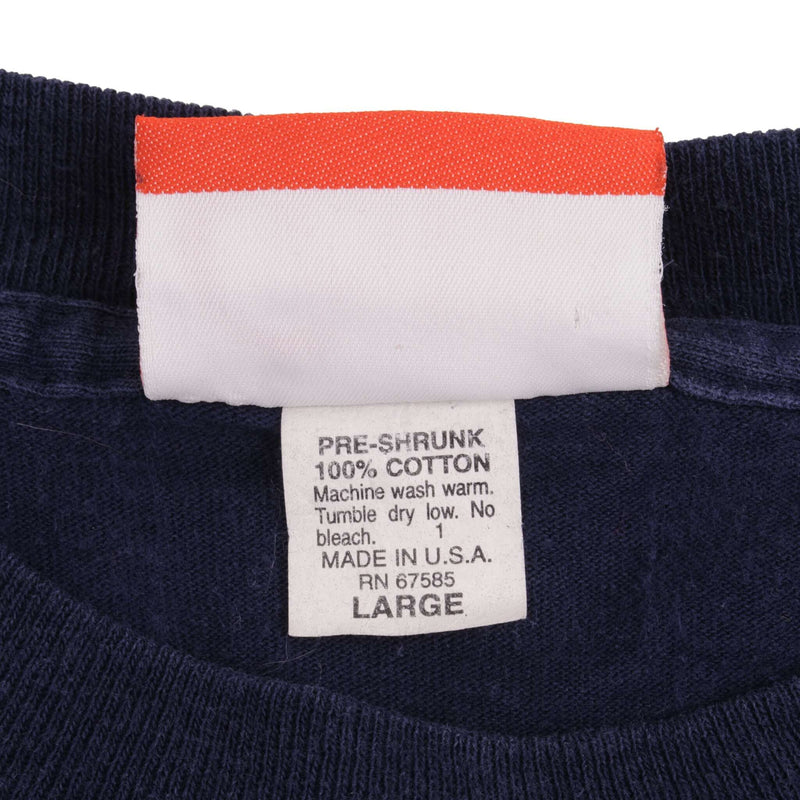 PRE-SHRUNK
100% COTTON
Machine wash warm.
Tumble dry low. No
bleach. 1
MADE IN U.S.A.
RN 67585
LARGE